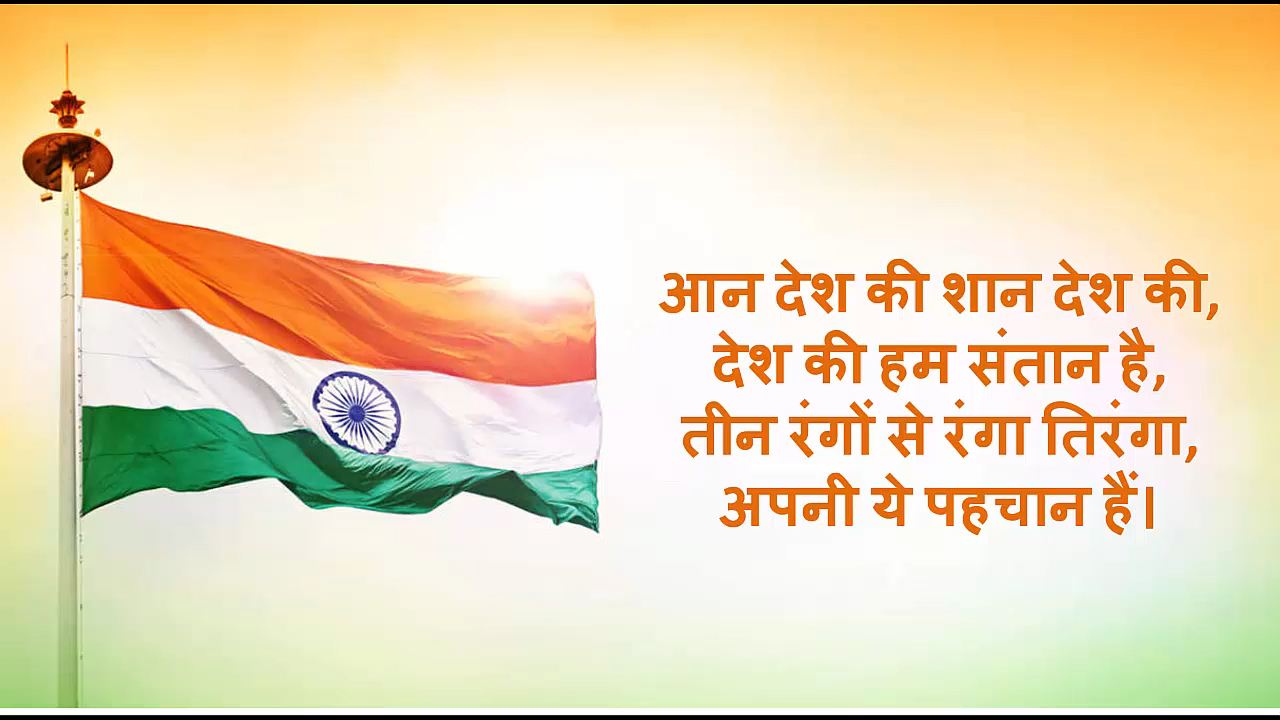 आन देश की शान देश की,
देश की हम संतान है,
तीन रंगों से रंगा तिरंगा,
अपनी ये पहचान हैं।